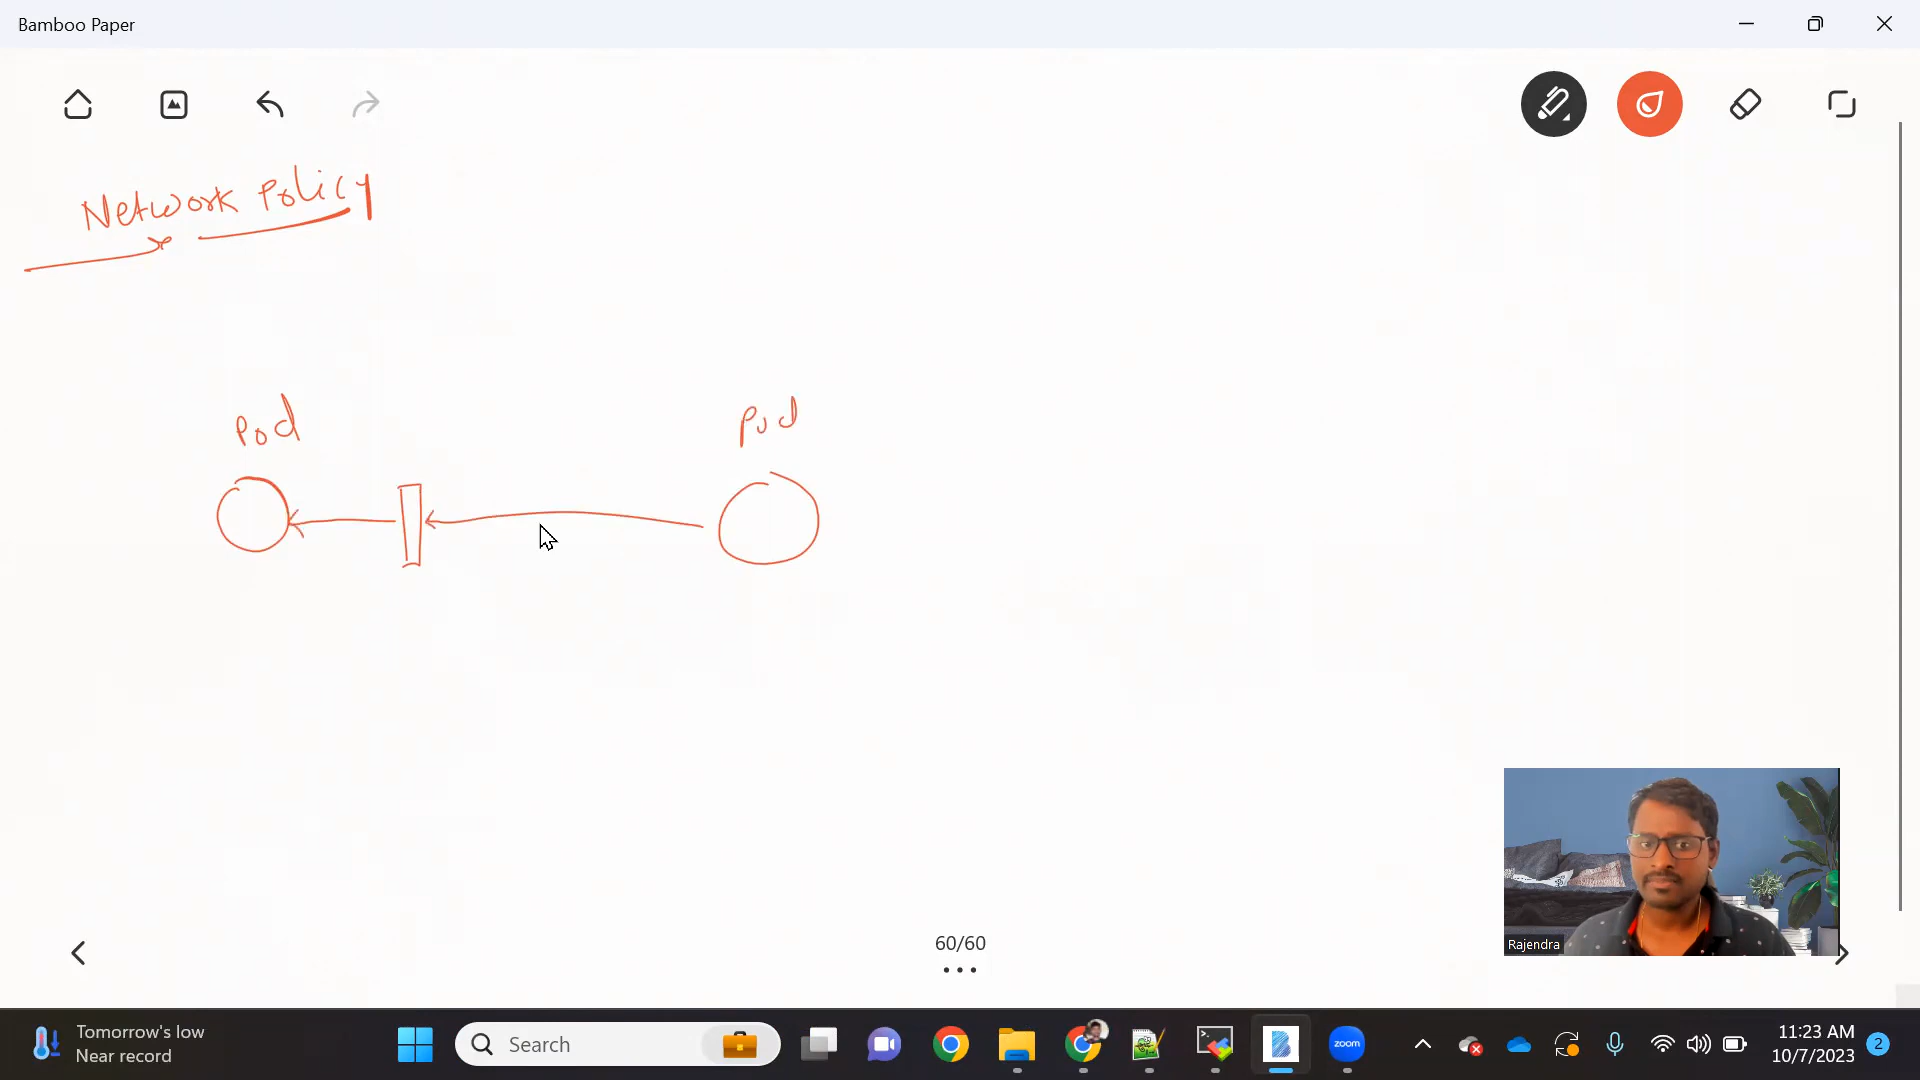 Bamboo Paper
Network Policy
Pod
Pod
60/60
Rajendra
Tomorrow's low
Near record
Search
zoom
11:23 AM
10/7/2023
2